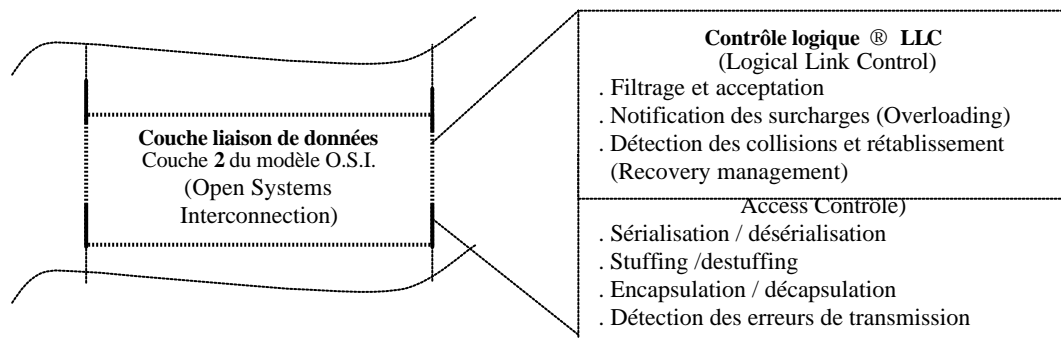 Couche liaison de données
Couche 2 du modèle O.S.I.
(Open Systems
Interconnection)
Contrôle logique ® LLC
(Logical Link Control)
. Filtrage et acceptation
. Notification des surcharges (Overloading)
. Détection des collisions et rétablissement
(Recovery management)
Access Contrôle)
. Sérialisation / désérialisation
. Stuffing /destuffing
. Encapsulation / décapsulation
. Détection des erreurs de transmission